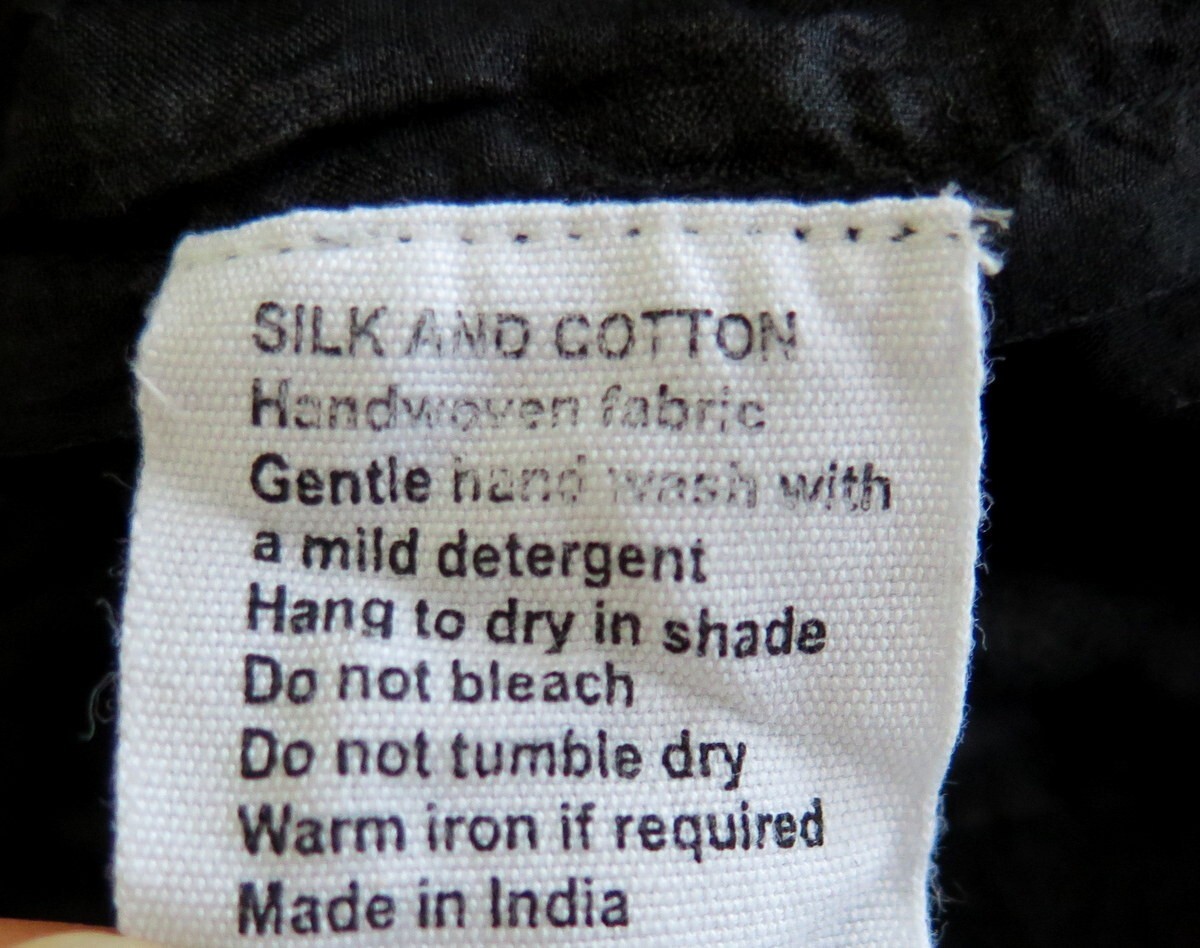 SILK AND COTTON
Handwoven fabric
Gentle hand wash with
a mild detergent
Hang to dry in shade
Do not bleach
Do not tumble dry
Warm iron if required
Made in India